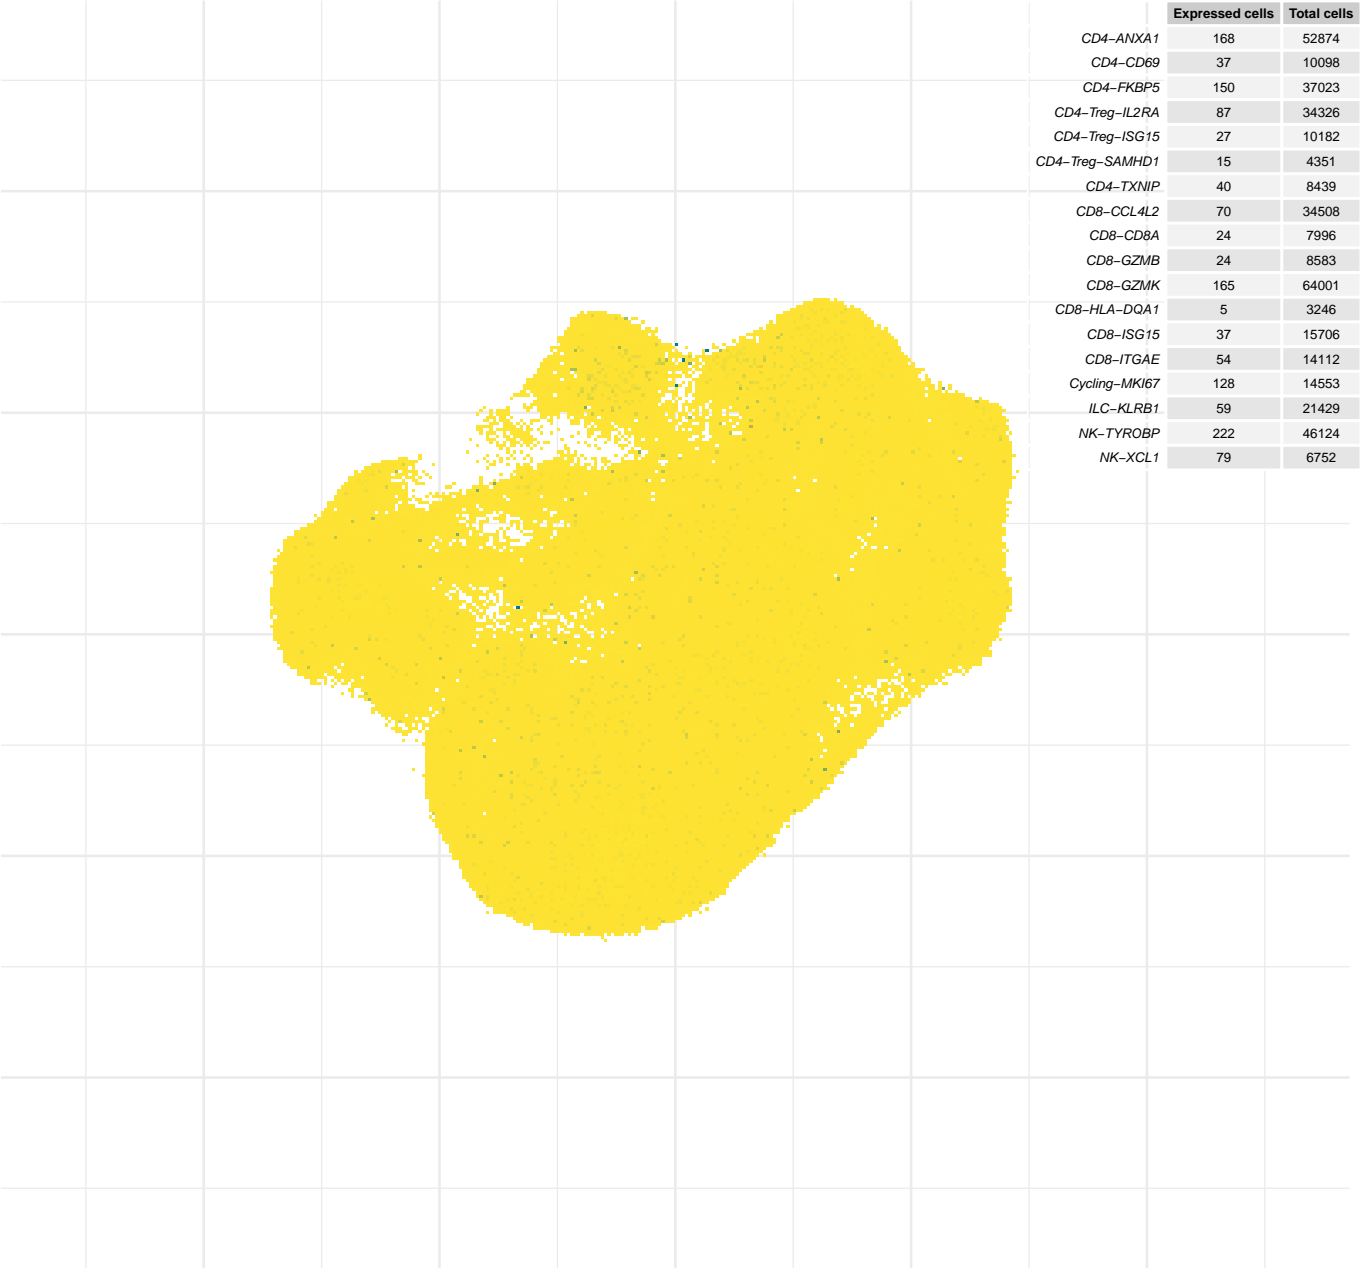 Expressed cells Total cells
CD4−ANXA1 168 52874
CD4−CD69 37 10098
CD4−FKBP5 150 37023
CD4−Treg−IL2RA 87 34326
CD4−Treg−ISG15 27 10182
CD4−Treg−SAMHD1 15 4351
CD4−TXNIP 40 8439
CD8−CCL4L2 70 34508
CD8−CD8A 24 7996
CD8−GZMB 24 8583
CD8−GZMK 165 64001
CD8−HLA−DQA1 5 3246
CD8−ISG15 37 15706
CD8−ITGAE 54 14112
Cycling−MKI67 128 14553
ILC−KLRB1 59 21429
NK−TYROBP 222 46124
NK−XCL1 79 6752